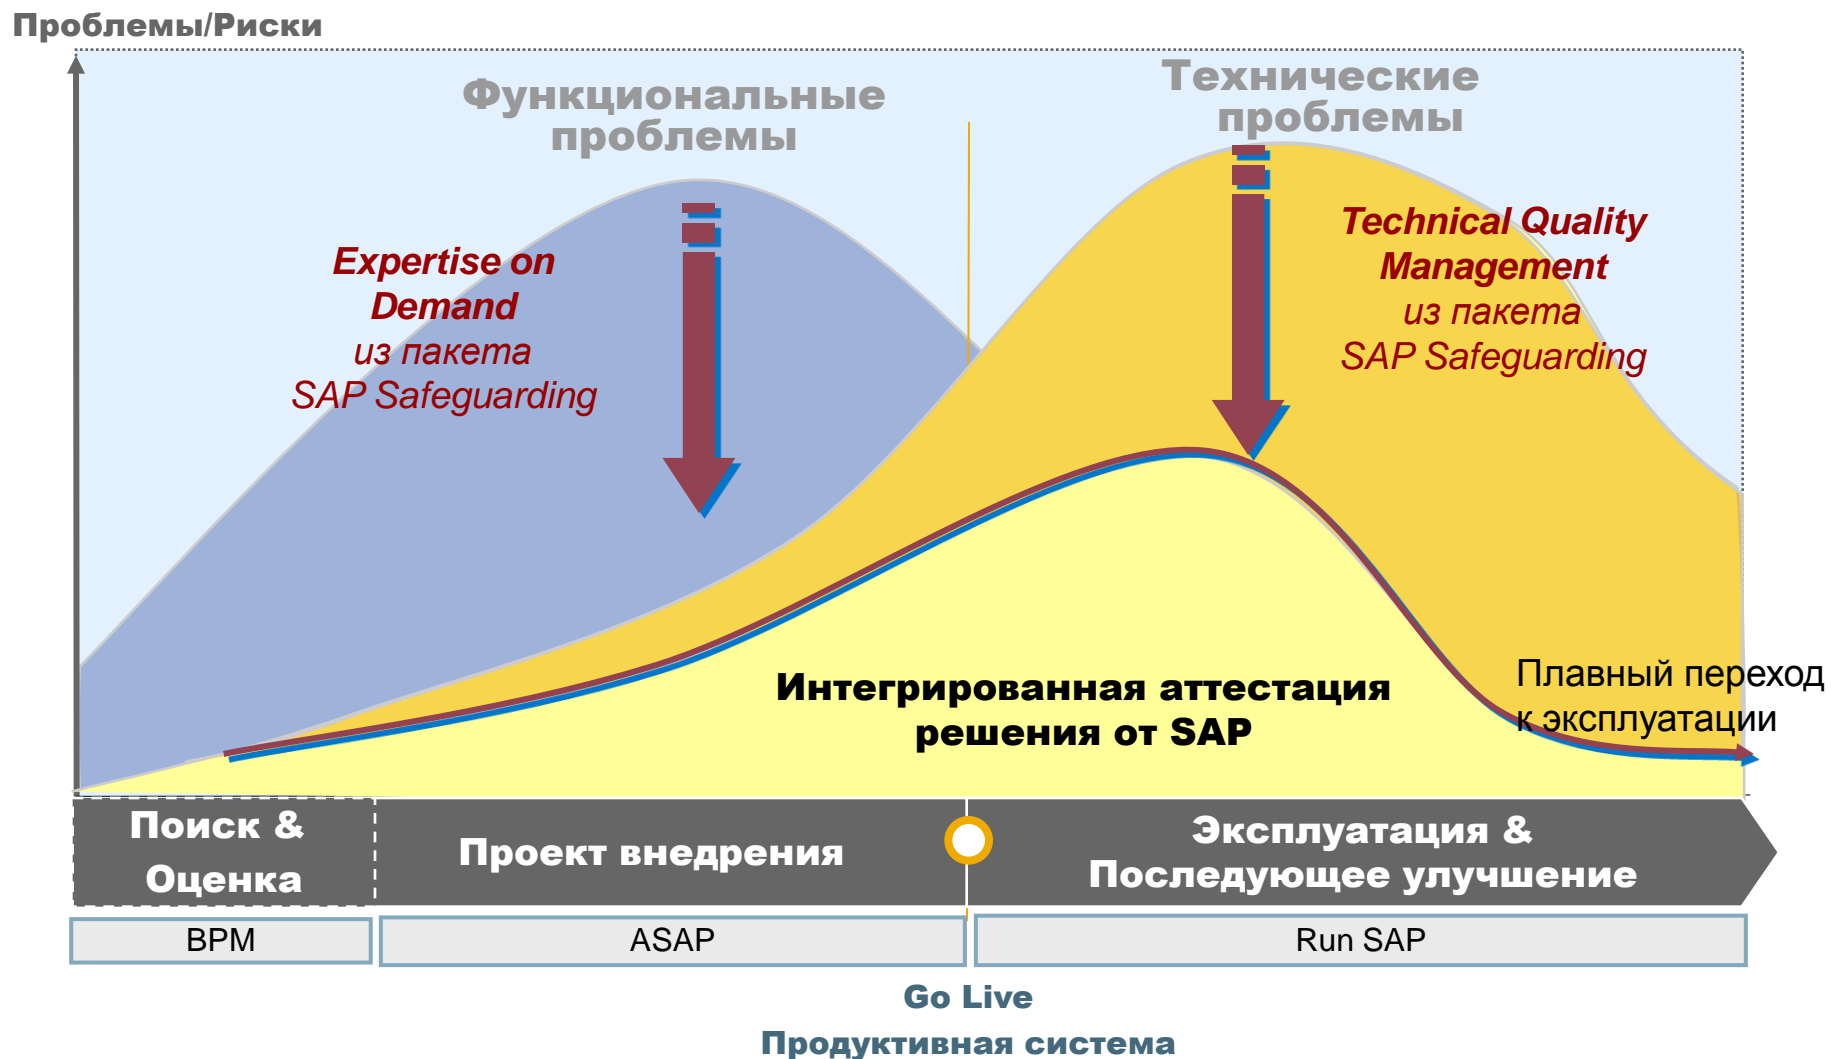 Проблемы/Риски
Функциональные
проблемы
Технические
проблемы
Expertise on
Demand
из пакета
SAP Safeguarding
Technical Quality
Management
из пакета
SAP Safeguarding
Интегрированная аттестация
решения от SAP
Плавный переход
к эксплуатации
Поиск &
Оценка
Проект внедрения
Эксплуатация &
Последующее улучшение
BPM
ASAP
Run SAP
Go Live
Продуктивная система